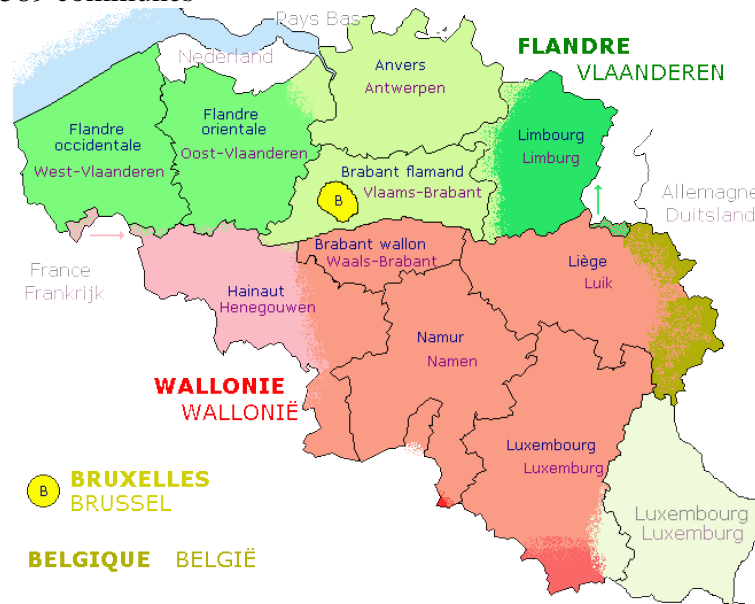 589 communes
Pays Bas
Nederland
FLANDRE
VLAANDEREN
Anvers
Antwerpen
Flandre
occidentale
West-Vlaanderen
Flandre
orientale
Oost-Vlaanderen
Limbourg
Limburg
Brabant flamand
Vlaams-Brabant
B
Allemagne
Duitsland
France
Frankrijk
Brabant wallon
Waals-Brabant
Liège
Luik
Hainaut
Henegouwen
Namur
Namen
WALLONIE
WALLONIË
Luxembourg
Luxemburg
B
BRUXELLES
BRUSSEL
Luxembourg
Luxemburg
BELGIQUE BELGIË